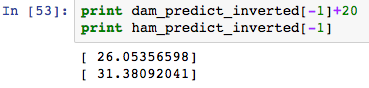 In [53]: print dam_predict_inverted[-1]+20
print ham_predict_inverted[-1]
[ 26.05356598]
[ 31.38092041]